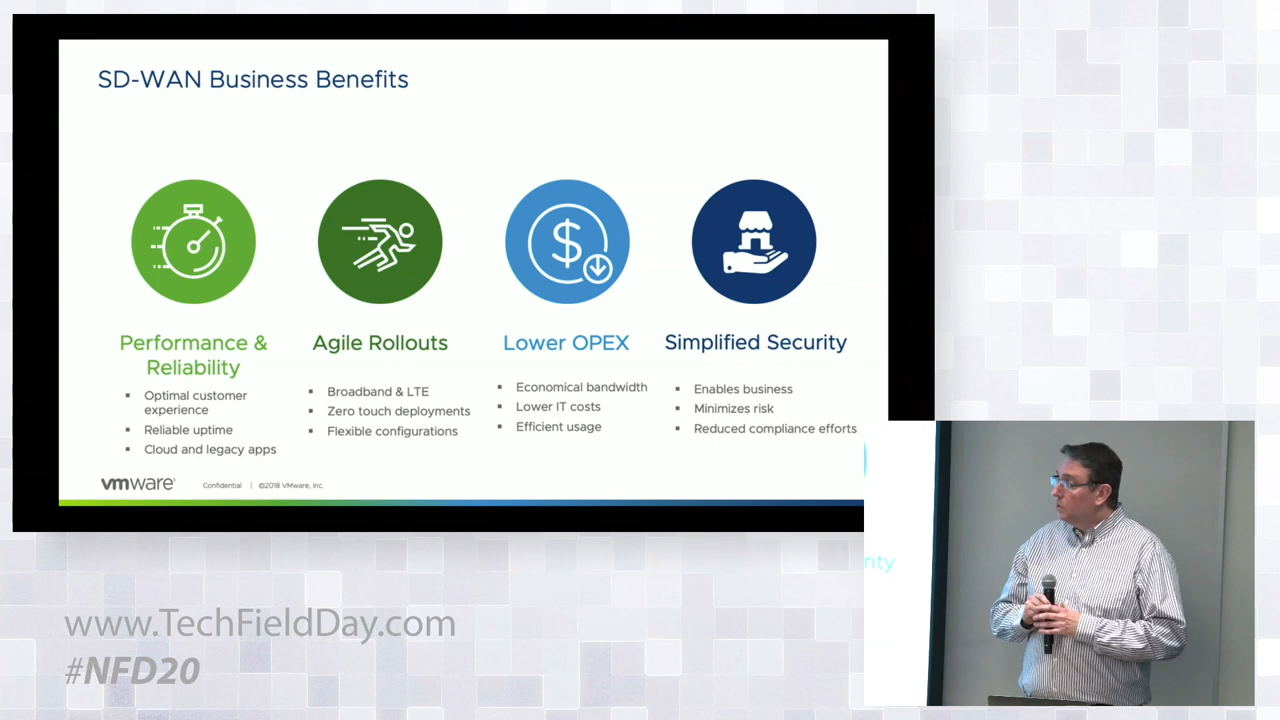 SD-WAN Business Benefits
Performance &
Reliability
▪ Optimal customer
experience
▪ Reliable uptime
▪ Cloud and legacy apps
Agile Rollouts
▪ Broadband & LTE
▪ Zero touch deployments
▪ Flexible configurations
Lower OPEX
▪ Economical bandwidth
▪ Lower IT costs
▪ Efficient usage
Simplified Security
▪ Enables business
▪ Minimizes risk
▪ Reduced compliance efforts
vmware® Confidential | ©2018 VMware, Inc.
rity
www.TechFieldDay.com
#NFD20